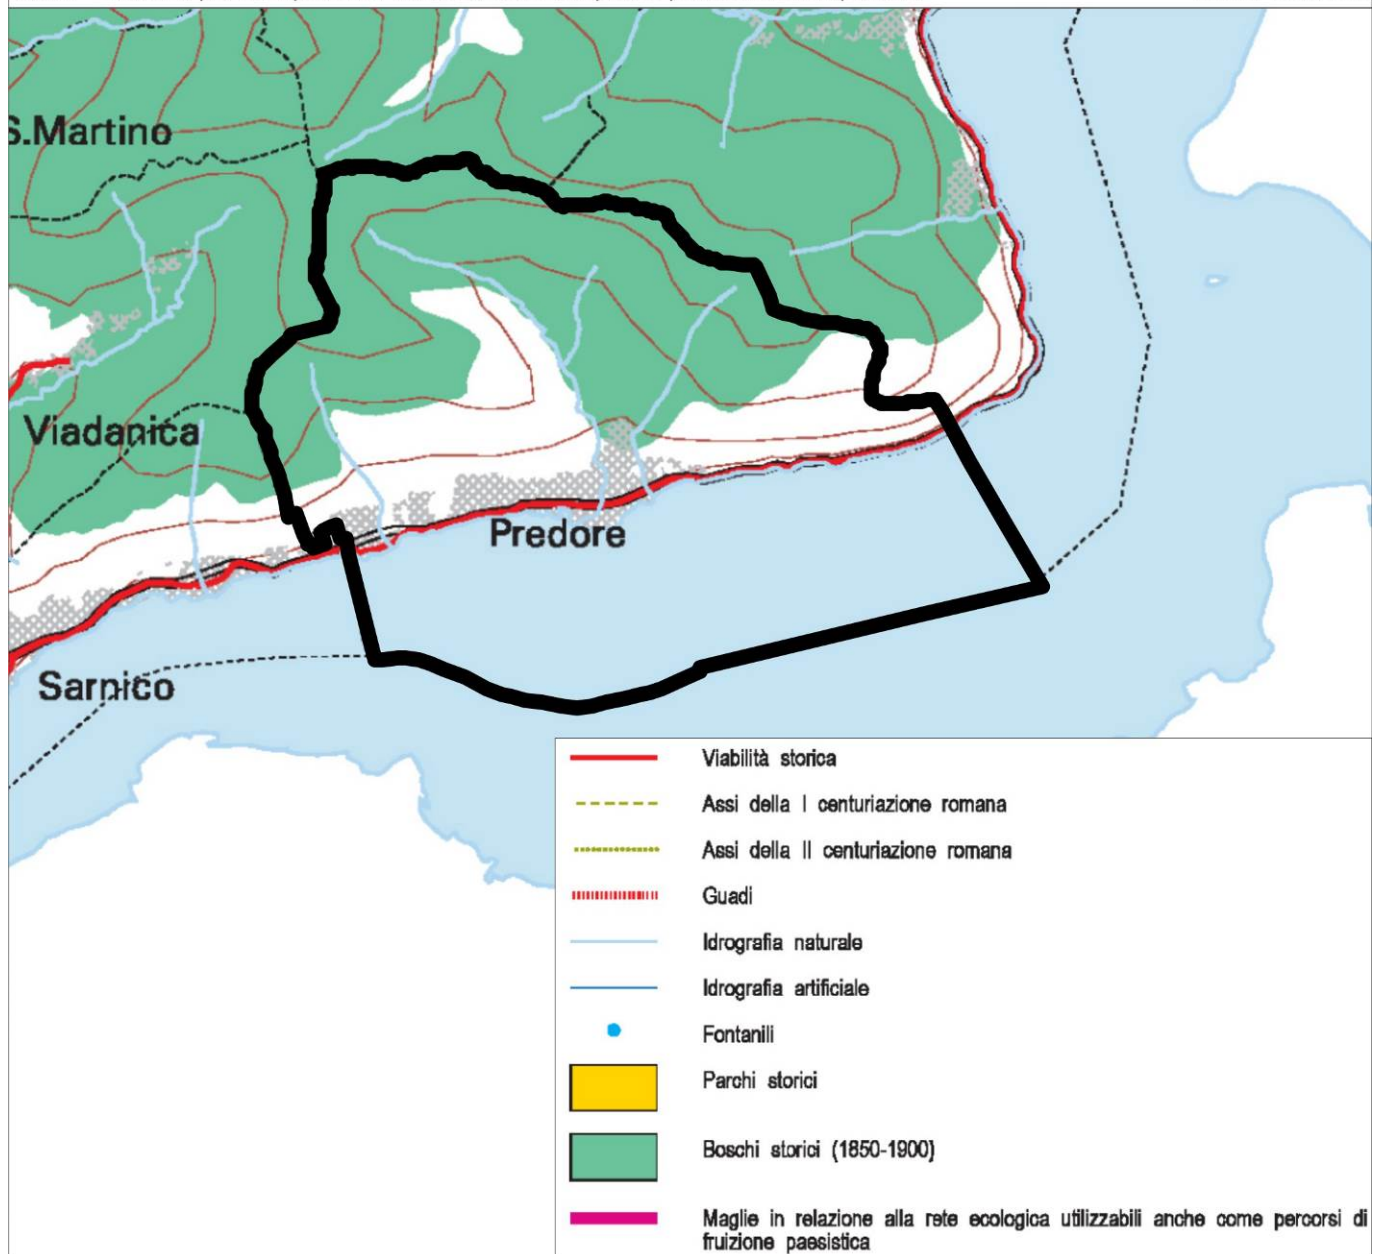 S.Martino
Viadanica
Predore
Sarnico
Viabilità storica
Assi della I centuriazione romana
Assi della II centuriazione romana
Guadi
Idrografia naturale
Idrografia artificiale
Fontanili
Parchi storici
Boschi storici (1850-1900)
Maglie in relazione alla rete ecologica utilizzabili anche come percorsi di
fruizione paesistica